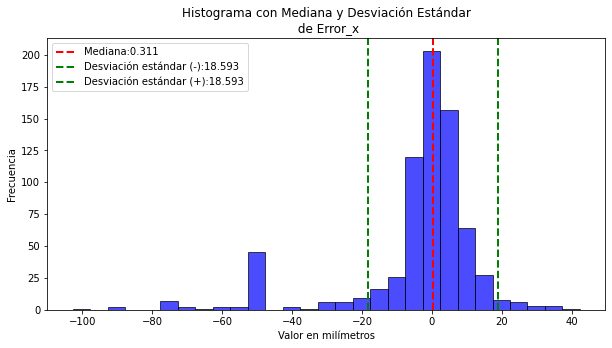 Histograma con Mediana y Desviación Estándar
de Error_x
Mediana:0.311
Desviación estándar (-):18.593
Desviación estándar (+):18.593
Frecuencia
200
175
150
125
100
75
50
25
0
−100
−80
−60
−40
−20
0
20
40
Valor en milímetros